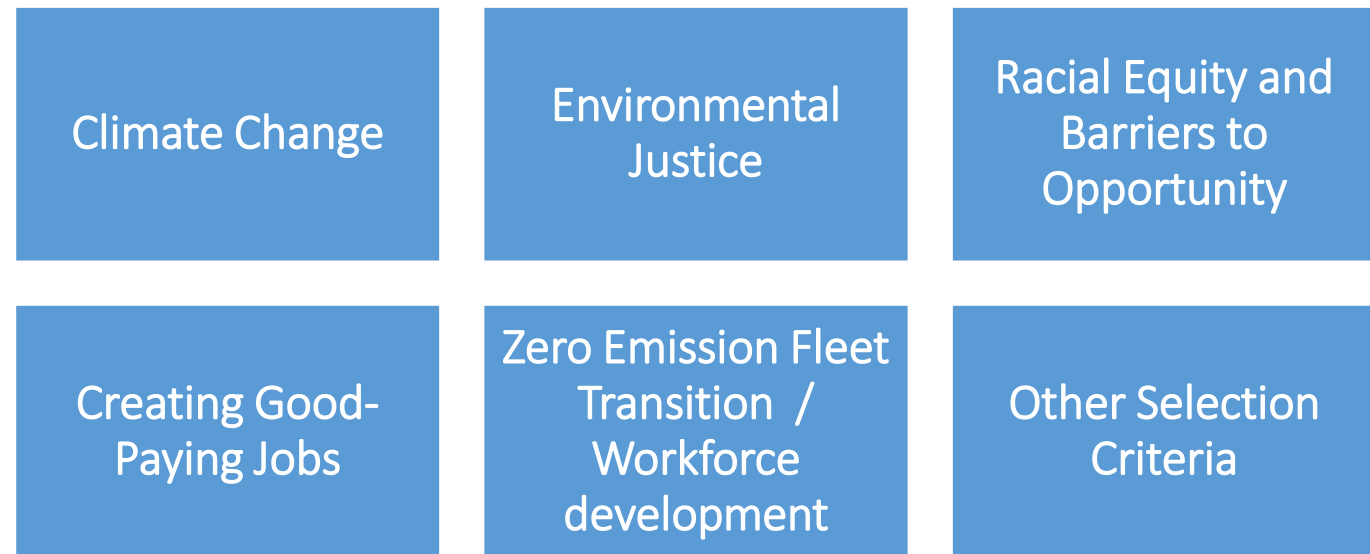 Climate Change
Environmental
Justice
Racial Equity and
Barriers to
Opportunity
Creating Good-
Paying Jobs
Zero Emission Fleet
Transition  /
Workforce
development
Other Selection
Criteria